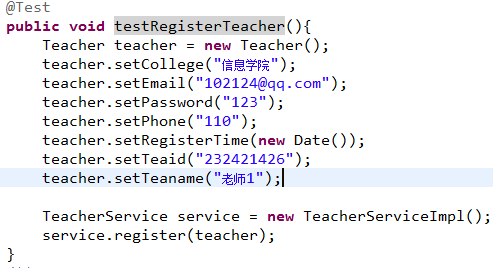 @Test
public void testRegisterTeacher(){
Teacher teacher = new Teacher();
teacher.setCollege("信息学院");
teacher.setEmail("102124@qq.com");
teacher.setPassword("123");
teacher.setPhone("110");
teacher.setRegisterTime(new Date());
teacher.setTeaid("232421426");
teacher.setTeaname("老师1");
TeacherService service = new TeacherServiceImpl();
service.register(teacher);
}